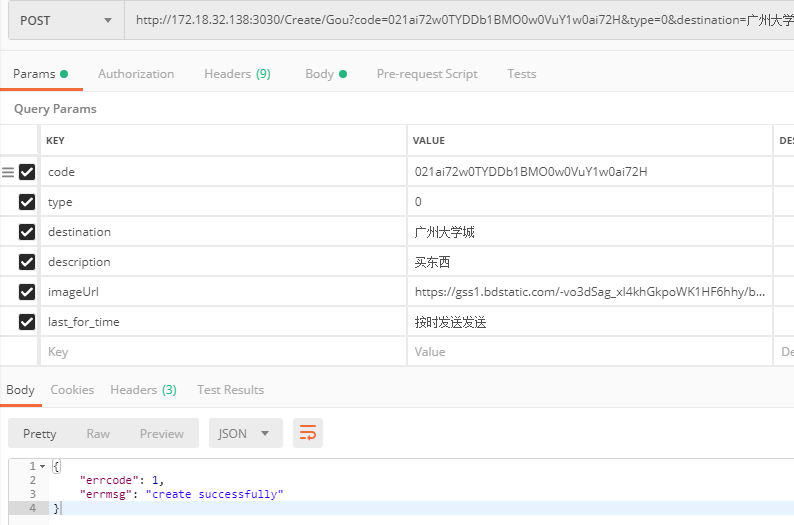 POST http://172.18.32.138:3030/Create/Gou?code=021ai72w0TYDDb1BMO0w0VuY1w0ai72H&type=0&destination=广州大学
Params Authorization Headers (9) Body Pre-request Script Tests
Query Params
KEY VALUE DE
code 021ai72w0TYDDb1BMO0w0VuY1w0ai72H
type 0
destination 广州大学城
description 买东西
imageUrl https://gss1.bdstatic.com/-vo3dSag_xI4khGkpoWK1HF6hhy/b...
last_for_time 按时发送发送
Key Value De
Body Cookies Headers (3) Test Results
Pretty Raw Preview JSON
1 {
2 "errcode": 1,
3 "errmsg": "create successfully"
4 }